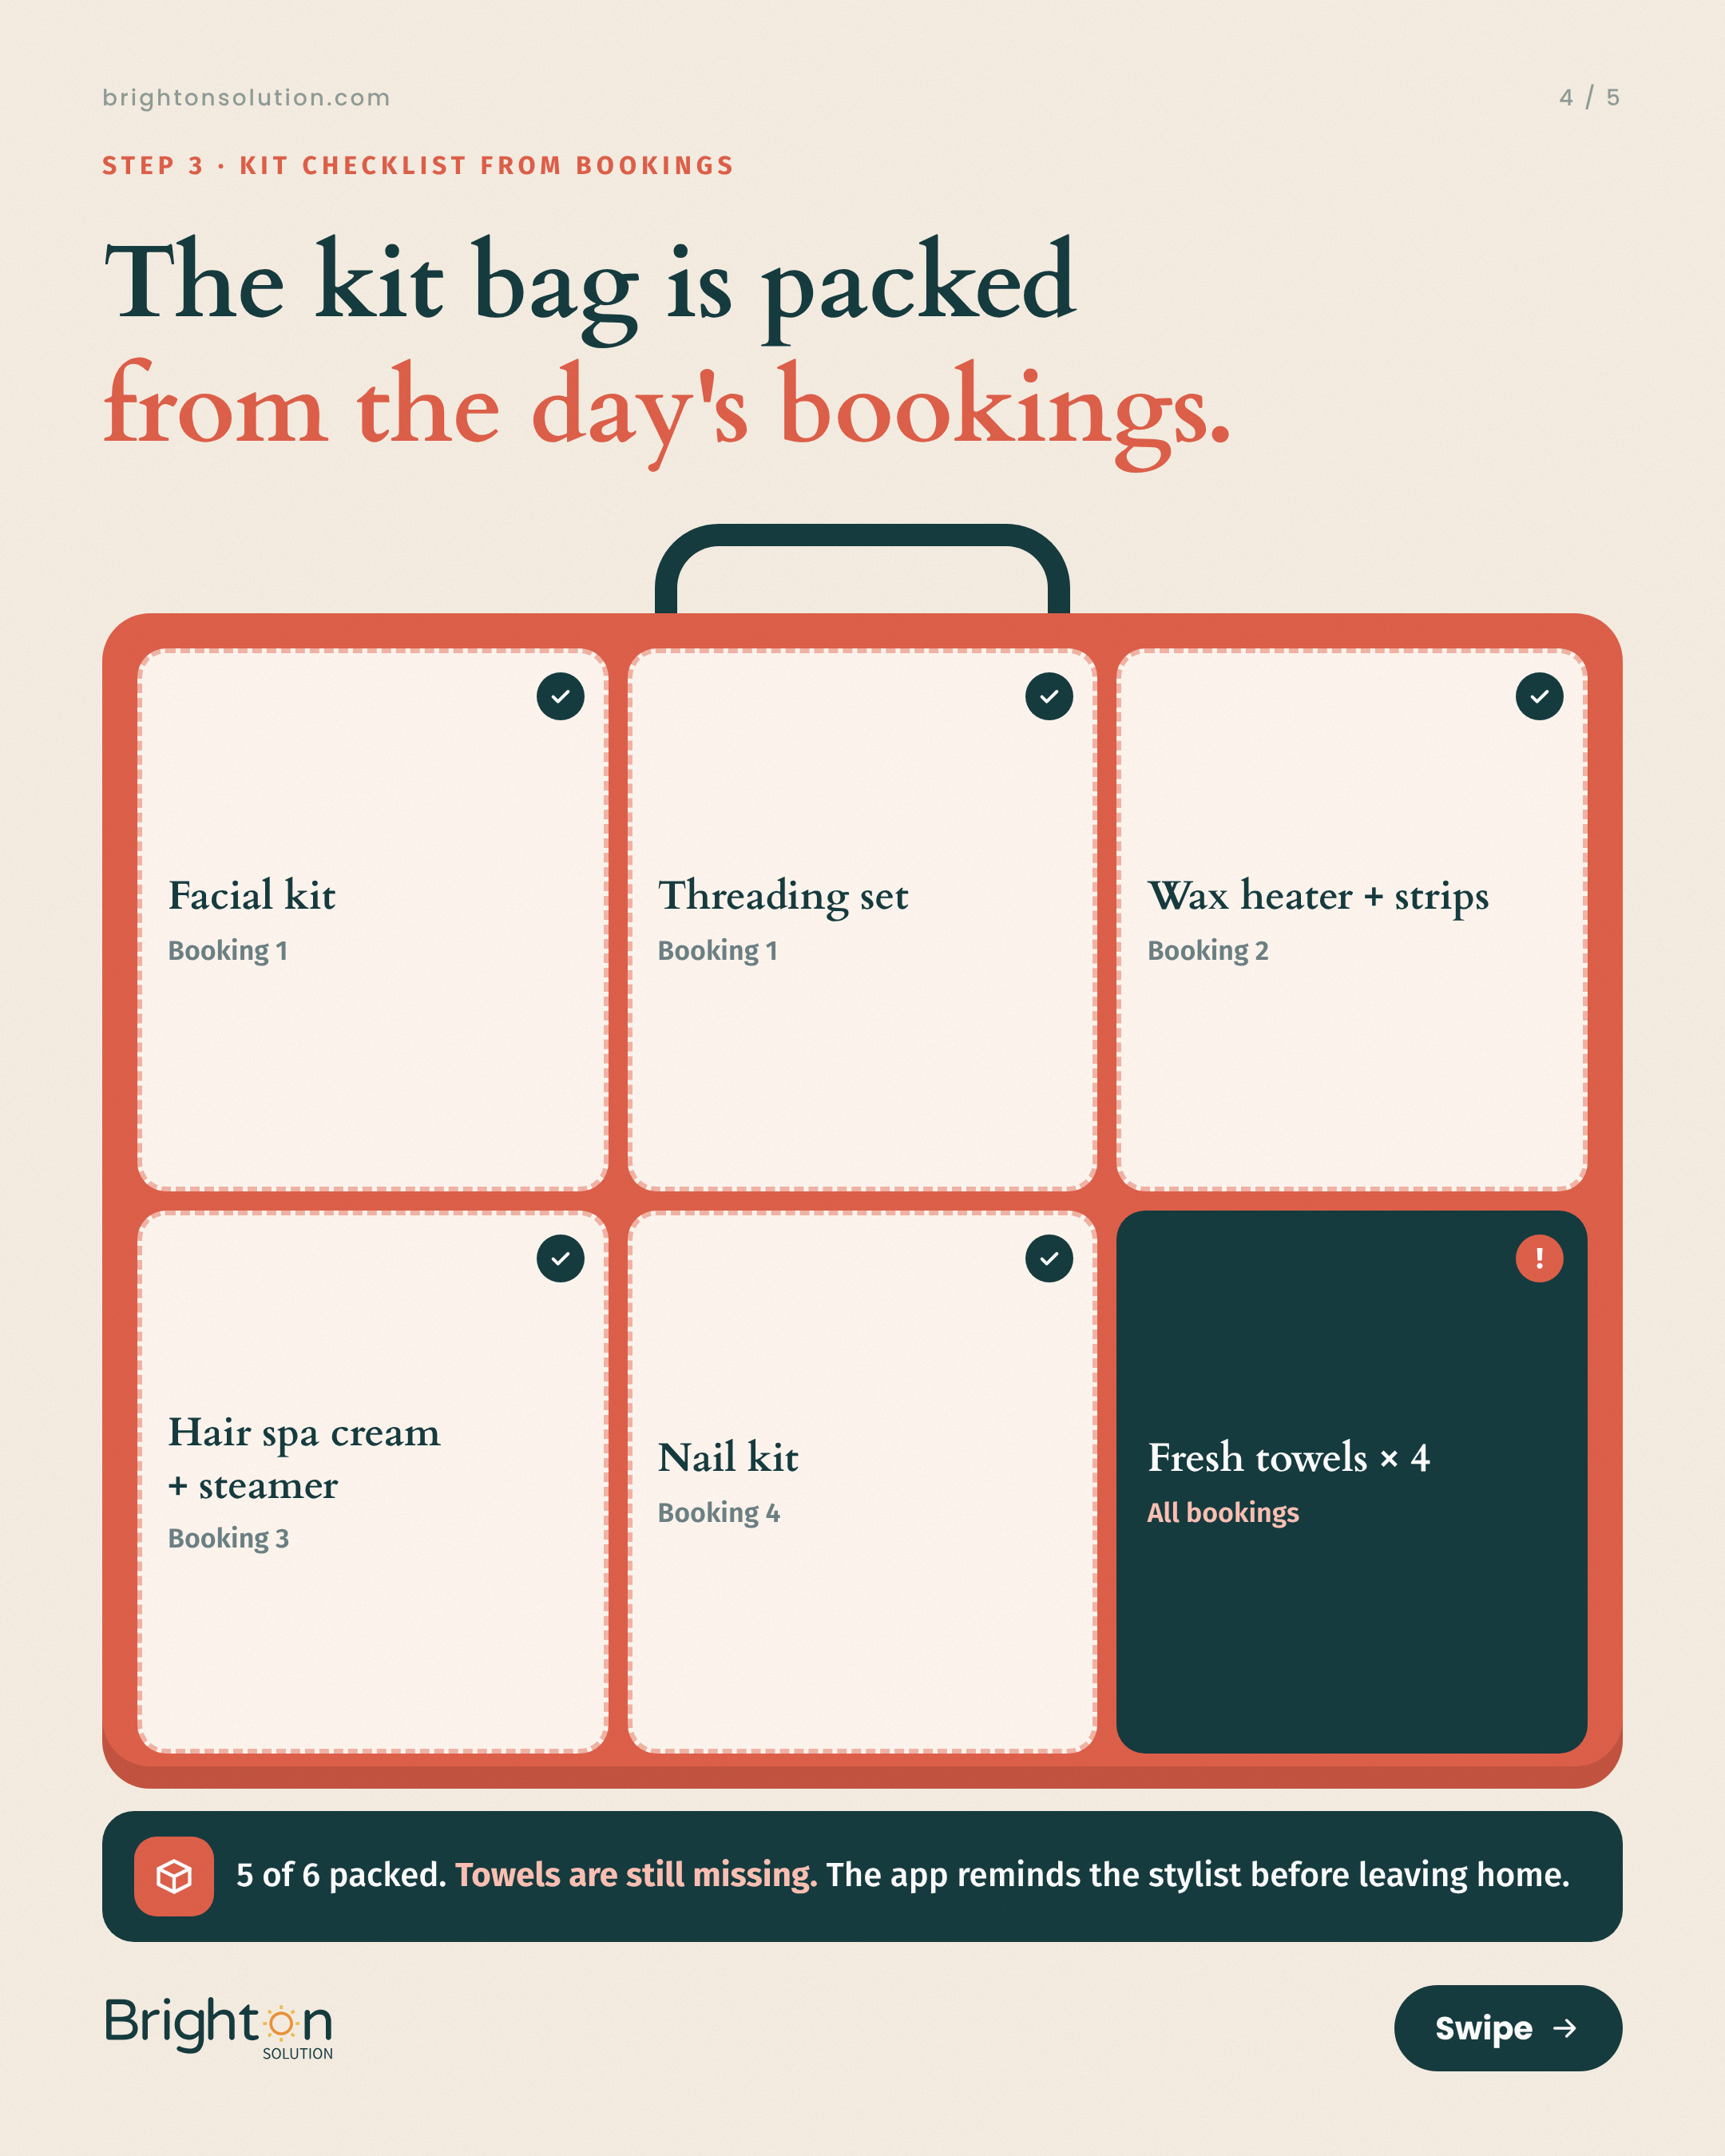 brightonsolution.com
4 / 5
STEP 3 · KIT CHECKLIST FROM BOOKINGS
The kit bag is packed
from the day's bookings.
Facial kit
Booking 1
Threading set
Booking 1
Wax heater + strips
Booking 2
Hair spa cream
+ steamer
Booking 3
Nail kit
Booking 4
!
Fresh towels × 4
All bookings
5 of 6 packed. Towels are still missing. The app reminds the stylist before leaving home.
Brighton
SOLUTION
Swipe →